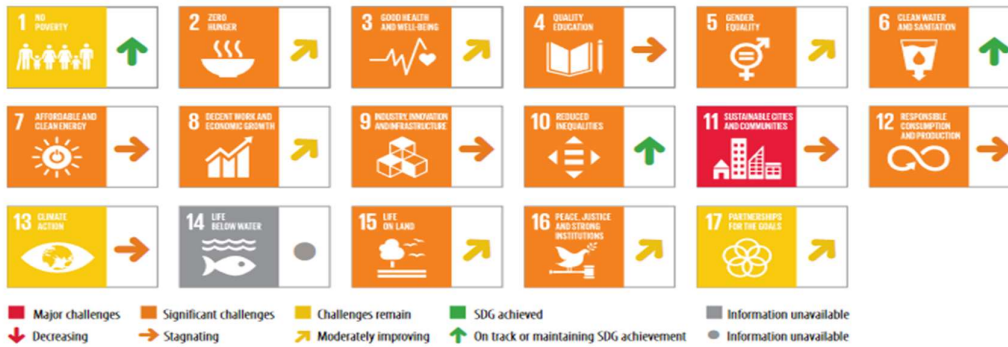 1 NO
POVERTY
2 ZERO
HUNGER
3 GOOD HEALTH
AND WELL-BEING
4 QUALITY
EDUCATION
5 GENDER
EQUALITY
6 CLEAN WATER
AND SANITATION
7 AFFORDABLE AND
CLEAN ENERGY
8 DECENT WORK AND
ECONOMIC GROWTH
9 INDUSTRY, INNOVATION
AND INFRASTRUCTURE
10 REDUCED
INEQUALITIES
11 SUSTAINABLE CITIES
AND COMMUNITIES
12 RESPONSIBLE
CONSUMPTION
AND PRODUCTION
13 CLIMATE
ACTION
14 LIFE
BELOW WATER
15 LIFE
ON LAND
16 PEACE, JUSTICE
AND STRONG
INSTITUTIONS
17 PARTNERSHIPS
FOR THE GOALS
Major challenges Significant challenges Challenges remain SDG achieved Information unavailable
Decreasing Stagnating Moderately improving On track or maintaining SDG achievement Information unavailable